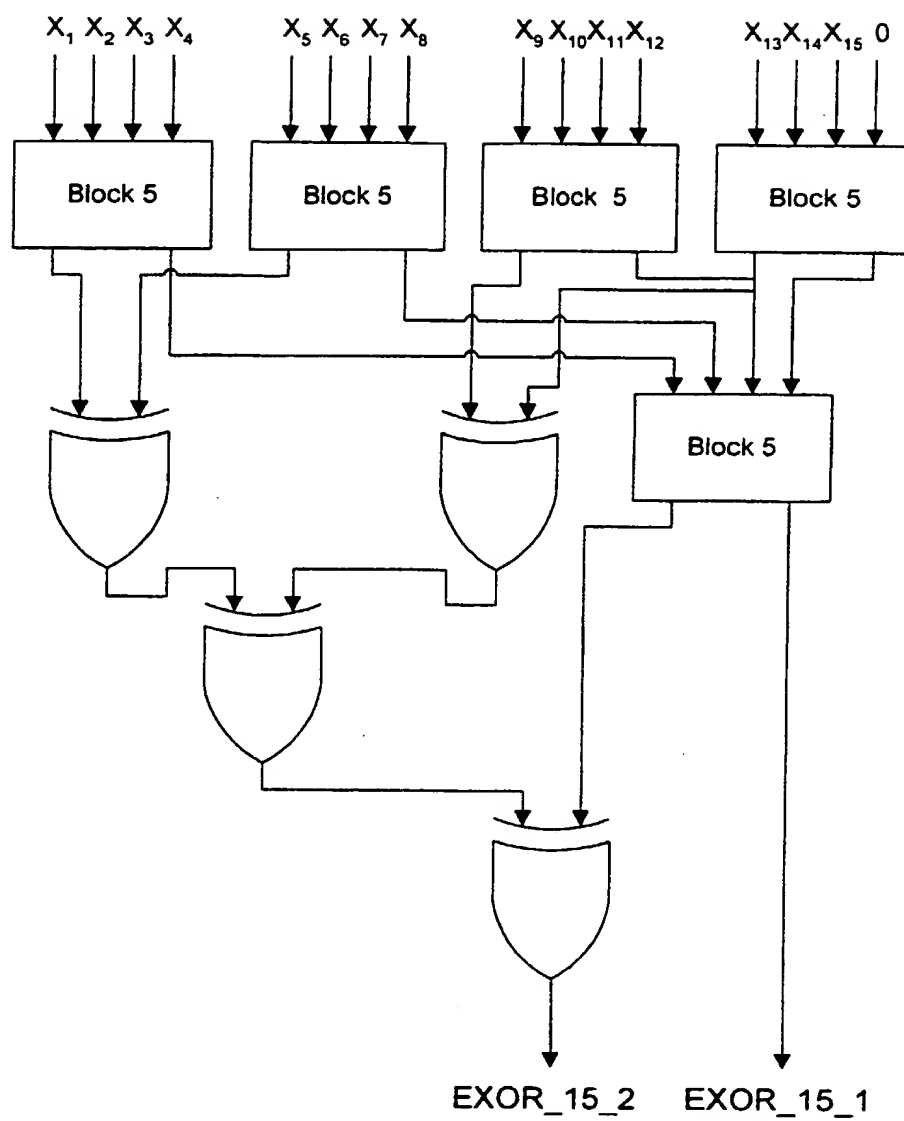 X₁ X₂ X₃ X₄ X₅ X₆ X₇ X₈ X₉ X₁₀ X₁₁ X₁₂ X₁₃ X₁₄ X₁₅ 0
Block 5 Block 5 Block 5 Block 5
Block 5
EXOR_15_2 EXOR_15_1